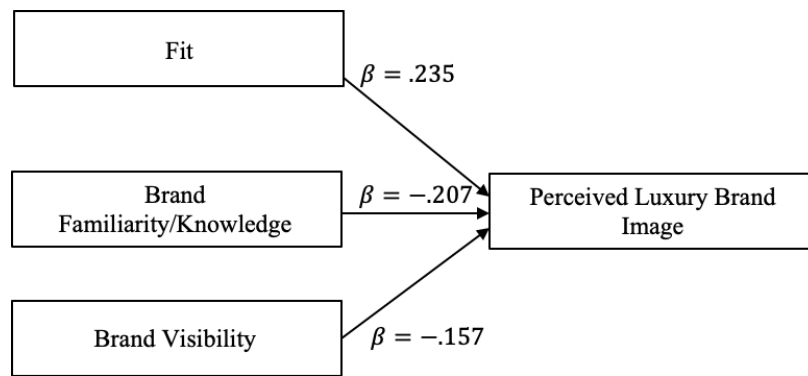 Fit
β = .235
Brand
Familiarity/Knowledge
β = −.207
Perceived Luxury Brand
Image
Brand Visibility
β = −.157